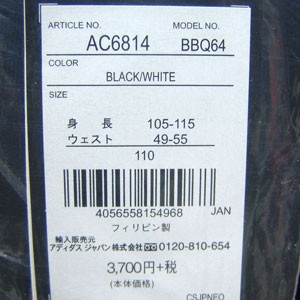 ARTICLE NO. MODEL NO.
AC6814 BBQ64
COLOR
BLACK/WHITE
SIZE
身 長 105-115
ウェスト 49-55
110
4056558154968 JAN
フィリピン製
輸入販売元
アディダス ジャパン株式会社 0120-810-654
3,700円+税
(本体価格)
CSJPNEO